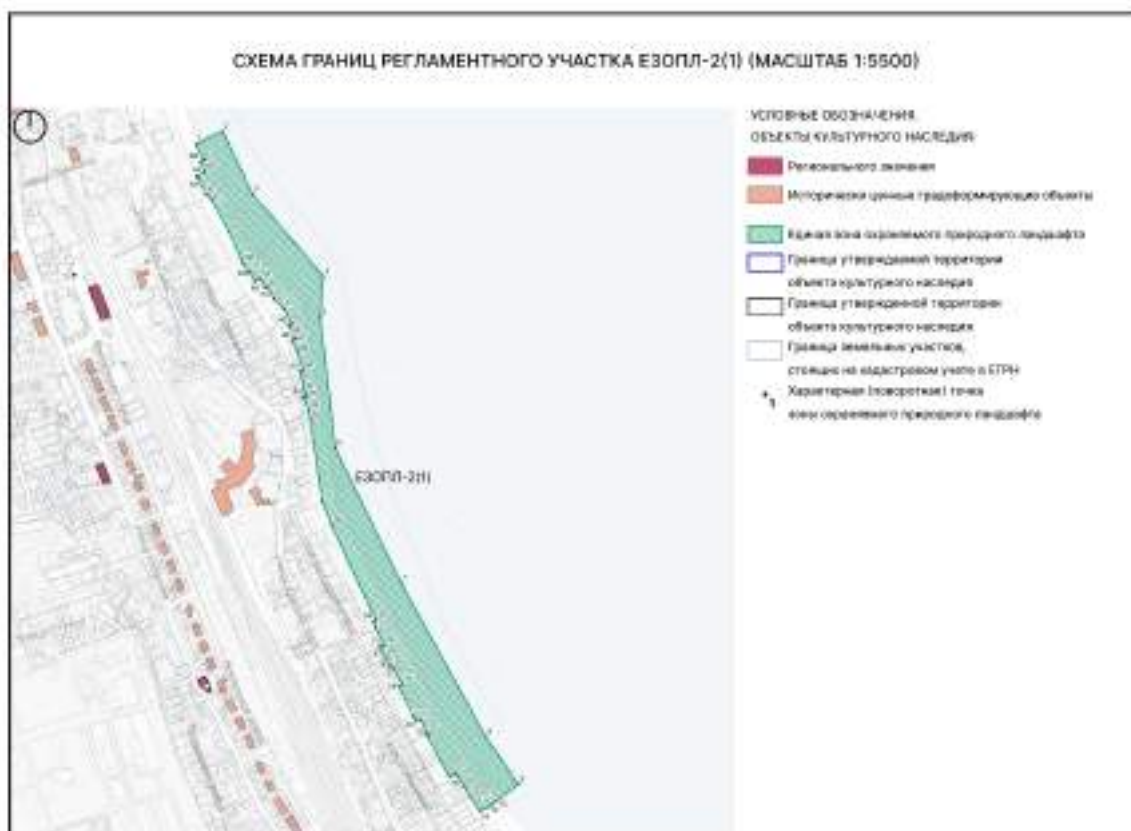 СХЕМА ГРАНИЦ РЕГЛАМЕНТНОГО УЧАСТКА ЕЗОПЛ-2(1) (МАСШТАБ 1:5500)
УСЛОВНЫЕ ОБОЗНАЧЕНИЯ:
ОБЪЕКТЫ КУЛЬТУРНОГО НАСЛЕДИЯ:
Регионального значения
Исторически ценные градоформирующие объекты
Единая зона охраняемого природного ландшафта
Граница утверждаемой территории
объекта культурного наследия
Граница утвержденной территории
объекта культурного наследия
Граница земельных участков,
стоящих на кадастровом учете в ЕГРН
Характерная (поворотная) точка
зоны охраняемого природного ландшафта
ЕЗОПЛ-2(1)